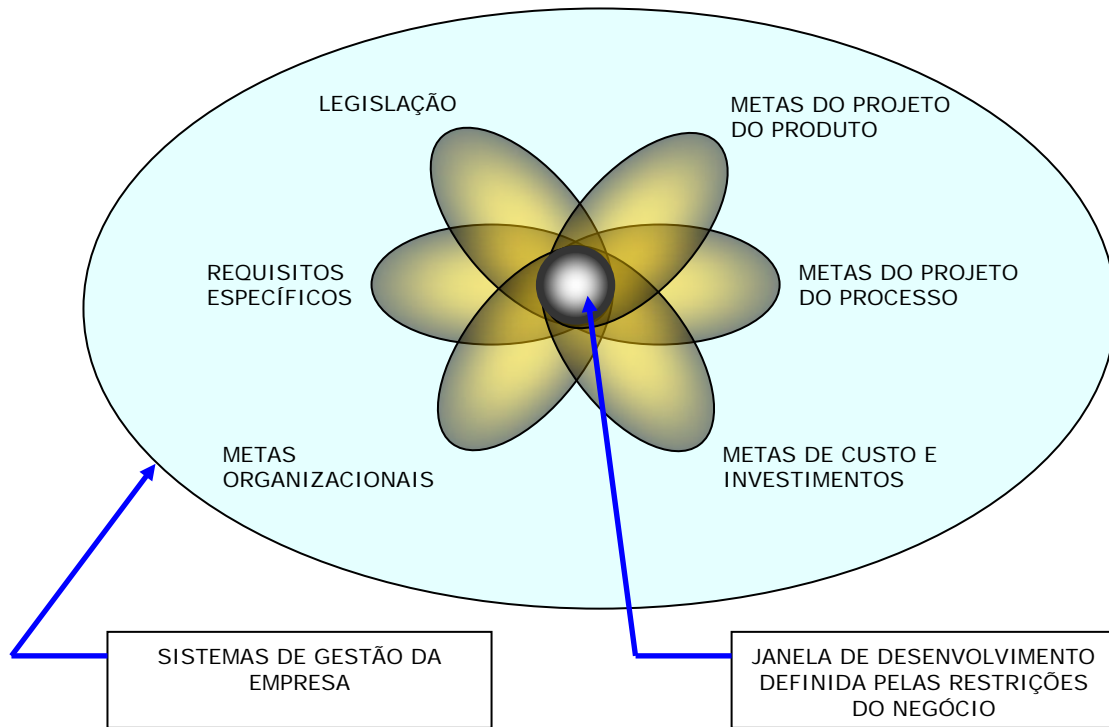 LEGISLAÇÃO
METAS DO PROJETO
DO PRODUTO
REQUISITOS
ESPECÍFICOS
METAS DO PROJETO
DO PROCESSO
METAS
ORGANIZACIONAIS
METAS DE CUSTO E
INVESTIMENTOS
SISTEMAS DE GESTÃO DA
EMPRESA
JANELA DE DESENVOLVIMENTO
DEFINIDA PELAS RESTRIÇÕES
DO NEGÓCIO